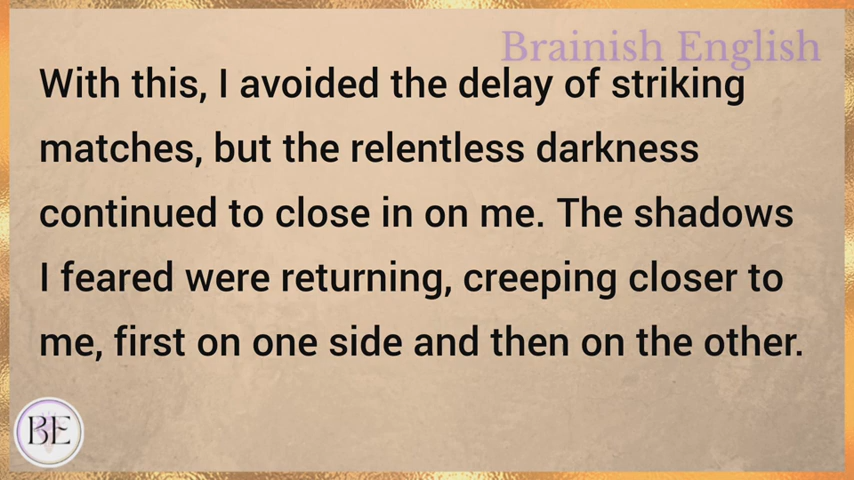 Brainish English
With this, I avoided the delay of striking
matches, but the relentless darkness
continued to close in on me. The shadows
I feared were returning, creeping closer to
me, first on one side and then on the other.
BE